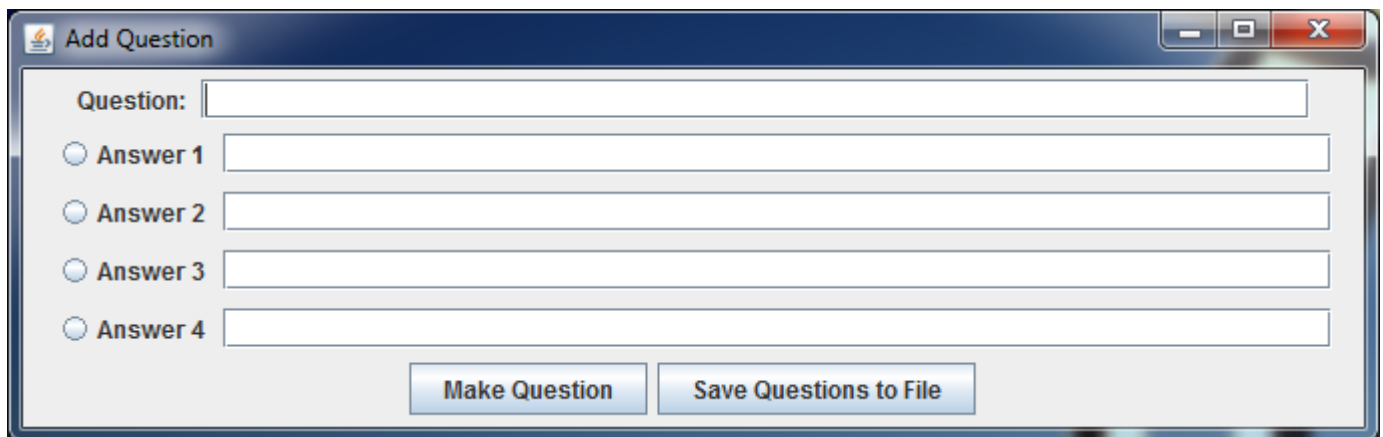 Add Question
Question:
Answer 1
Answer 2
Answer 3
Answer 4
Make Question Save Questions to File